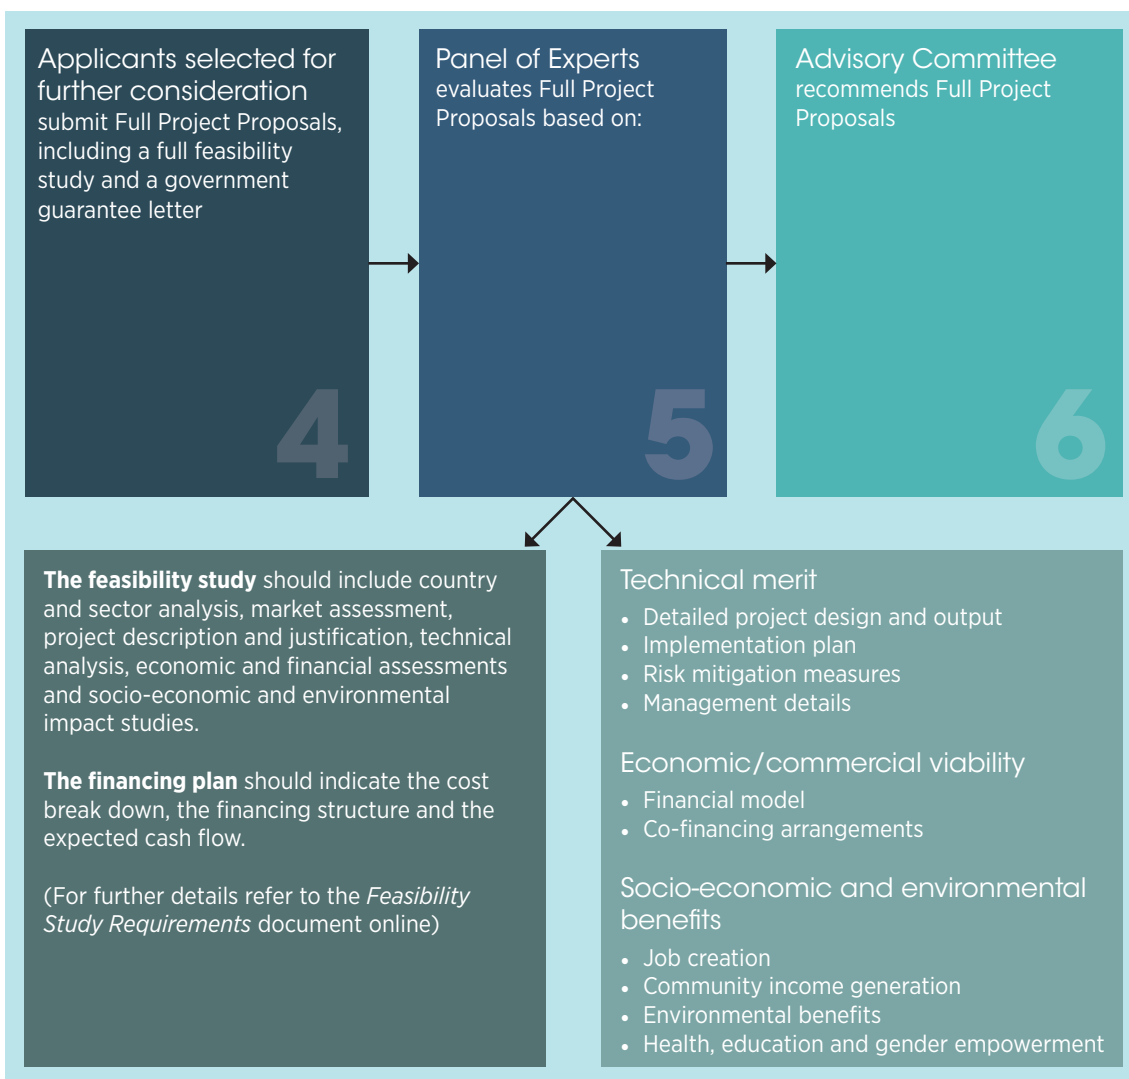 Applicants selected for
further consideration
submit Full Project Proposals,
including a full feasibility
study and a government
guarantee letter
4
Panel of Experts
evaluates Full Project
Proposals based on:
5
Advisory Committee
recommends Full Project
Proposals
6
The feasibility study should include country
and sector analysis, market assessment,
project description and justification, technical
analysis, economic and financial assessments
and socio-economic and environmental
impact studies.
The financing plan should indicate the cost
break down, the financing structure and the
expected cash flow.
(For further details refer to the Feasibility
Study Requirements document online)
Technical merit
• Detailed project design and output
• Implementation plan
• Risk mitigation measures
• Management details
Economic/commercial viability
• Financial model
• Co-financing arrangements
Socio-economic and environmental
benefits
• Job creation
• Community income generation
• Environmental benefits
• Health, education and gender empowerment